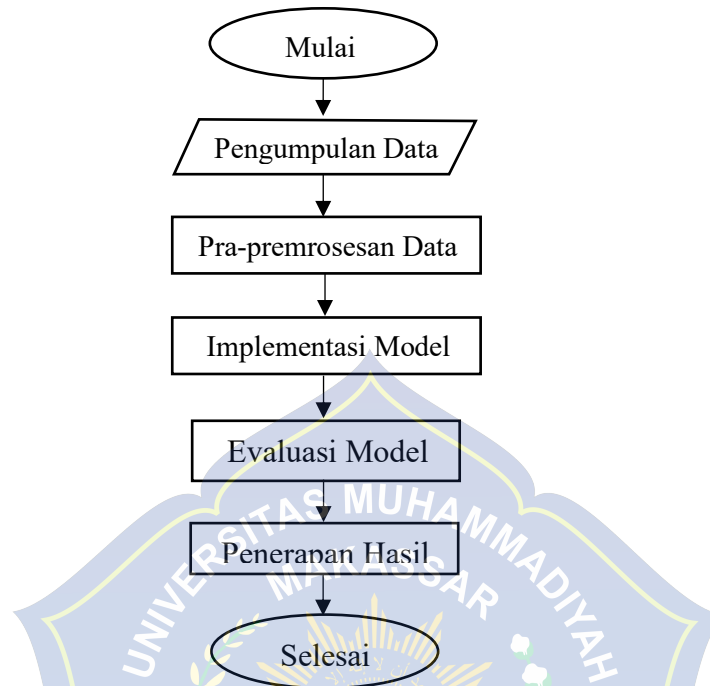 Mulai
Pengumpulan Data
Pra-premrosesan Data
Implementasi Model
Evaluasi Model
Penerapan Hasil
Selesai
UNIVERSITAS MUHAMMADIYAH
MAKASSAR